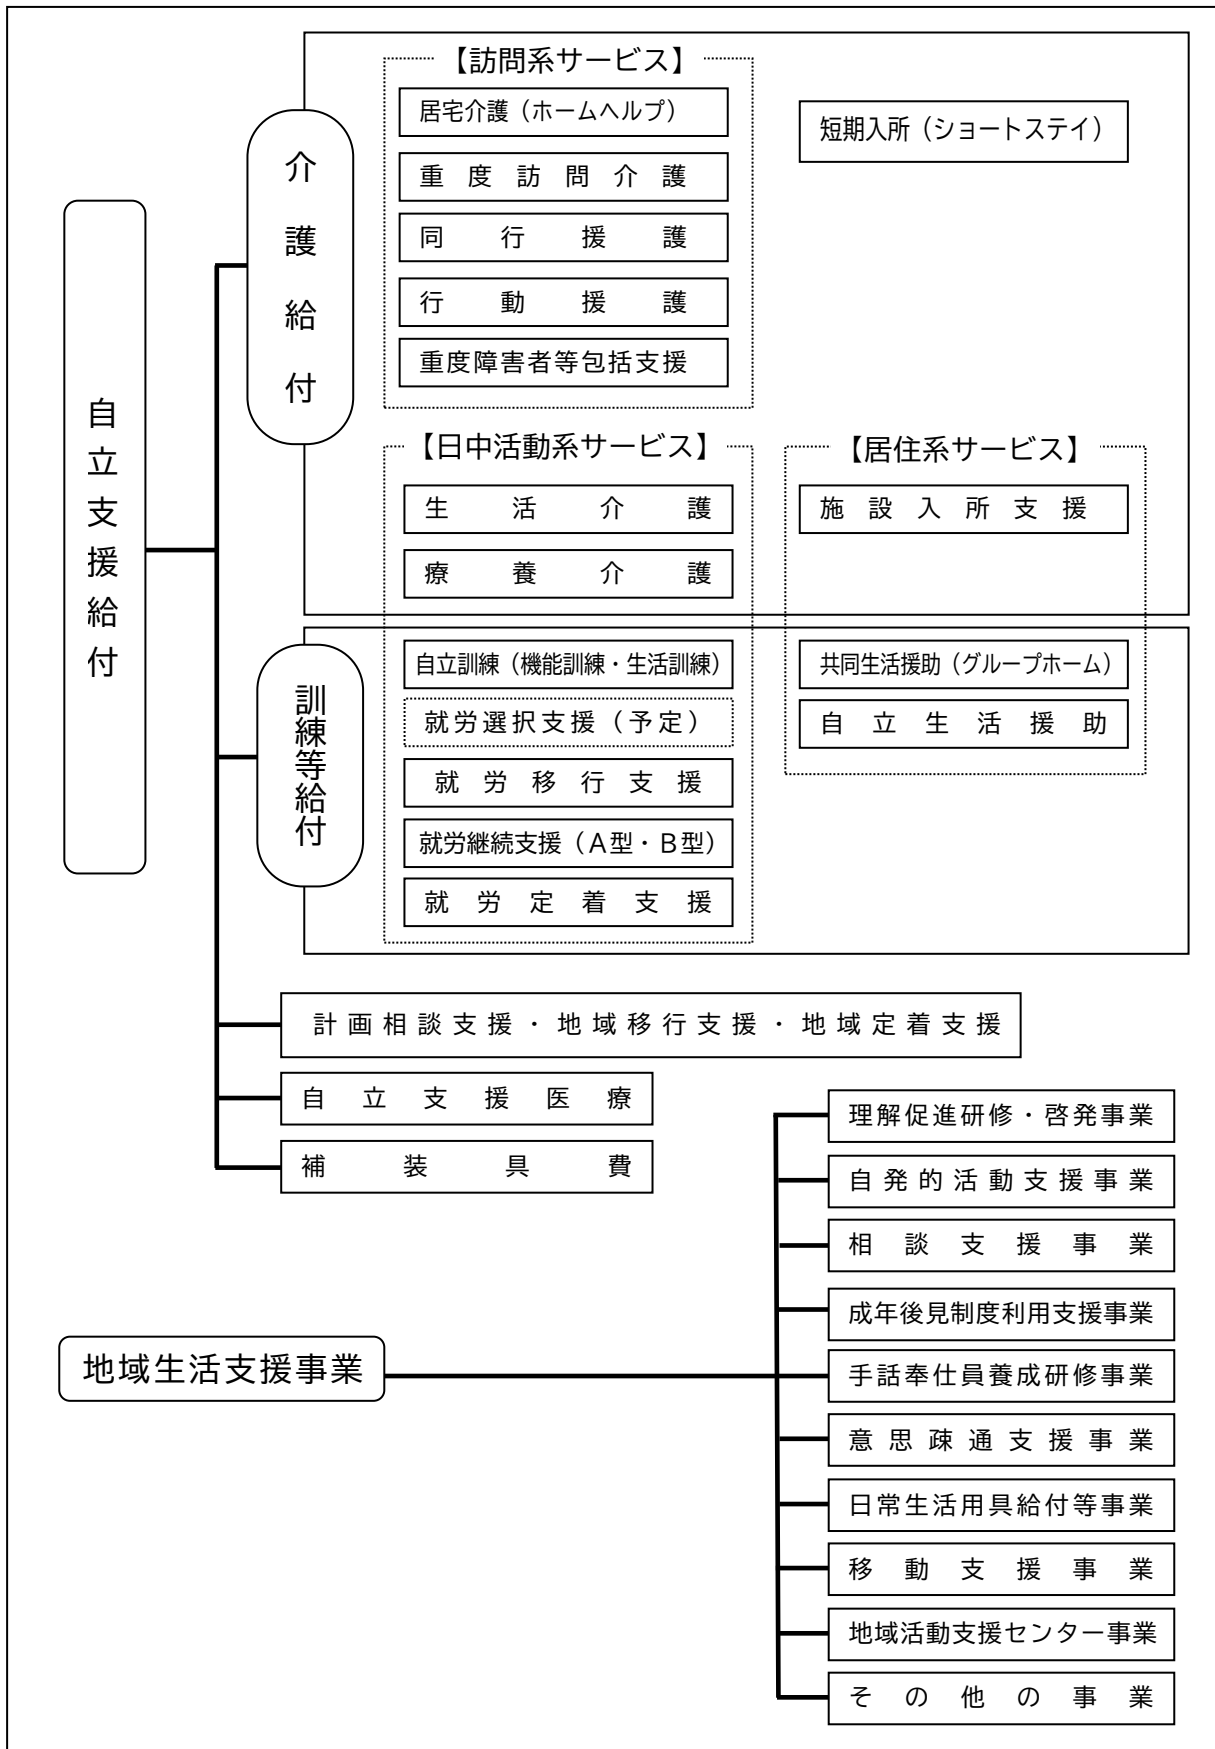 自立支援給付
介護給付
【訪問系サービス】
居宅介護（ホームヘルプ）
重度訪問介護
同行援護
行動援護
重度障害者等包括支援
短期入所（ショートステイ）
【日中活動系サービス】
生活介護
療養介護
【居住系サービス】
施設入所支援
訓練等給付
自立訓練（機能訓練・生活訓練）
就労選択支援（予定）
就労移行支援
就労継続支援（Ａ型・Ｂ型）
就労定着支援
共同生活援助（グループホーム）
自立生活援助
計画相談支援・地域移行支援・地域定着支援
自立支援医療
補装具費
地域生活支援事業
理解促進研修・啓発事業
自発的活動支援事業
相談支援事業
成年後見制度利用支援事業
手話奉仕員養成研修事業
意思疎通支援事業
日常生活用具給付等事業
移動支援事業
地域活動支援センター事業
その他の事業